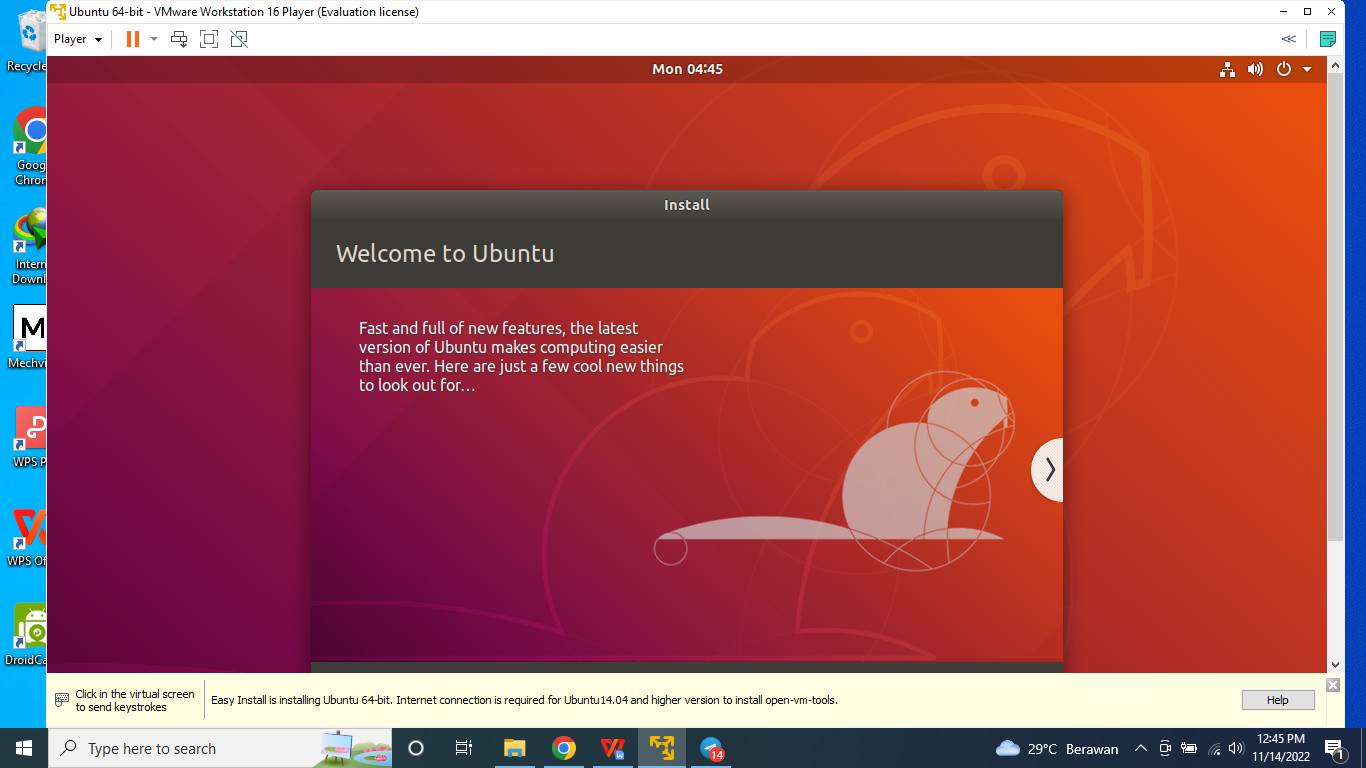 Ubuntu 64-bit - VMware Workstation 16 Player (Evaluation license)
Player
Mon 04:45
Install
Welcome to Ubuntu
Fast and full of new features, the latest
version of Ubuntu makes computing easier
than ever. Here are just a few cool new things
to look out for…
Recycle
Goog
Chron
Intern
Downl
M
Mechvi
WPS P
WPS Of
DroidCa
Click in the virtual screen
to send keystrokes
Easy Install is installing Ubuntu 64-bit. Internet connection is required for Ubuntu14.04 and higher version to install open-vm-tools.
Help
Type here to search
14
29°C Berawan
12:45 PM
11/14/2022
1